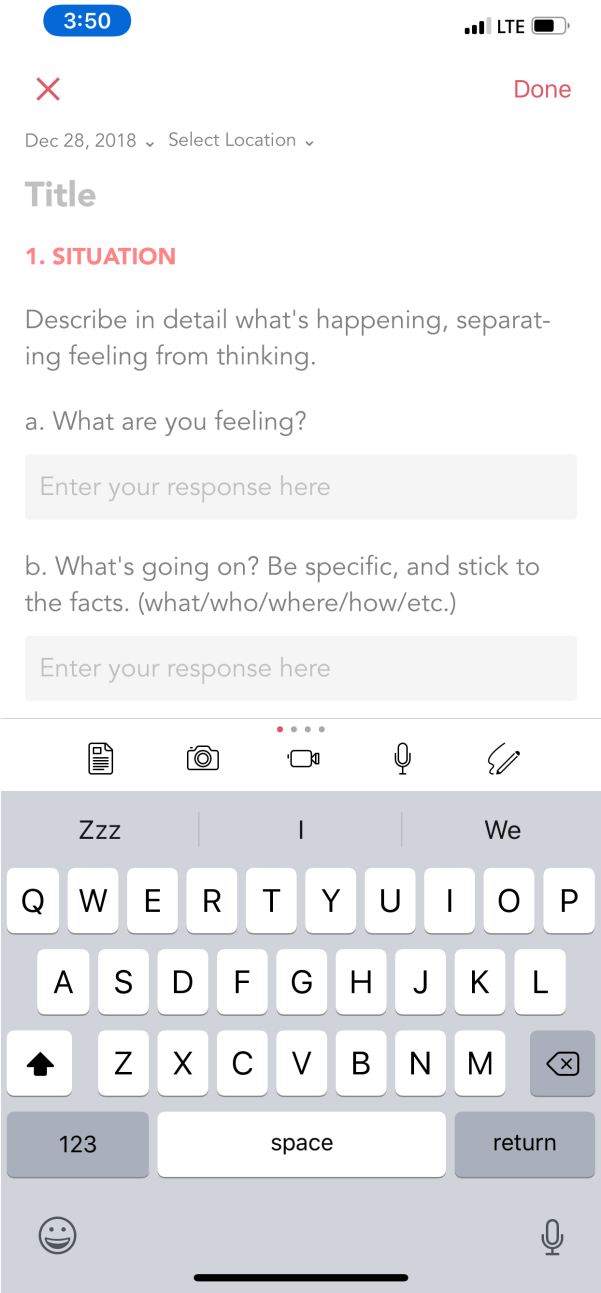 3:50 LTE
Done
Dec 28, 2018 Select Location
Title
1. SITUATION
Describe in detail what's happening, separat-
ing feeling from thinking.
a. What are you feeling?
Enter your response here
b. What's going on? Be specific, and stick to
the facts. (what/who/where/how/etc.)
Enter your response here
Zzz I We
Q W E R T Y U I O P
A S D F G H J K L
Z X C V B N M
123 space return